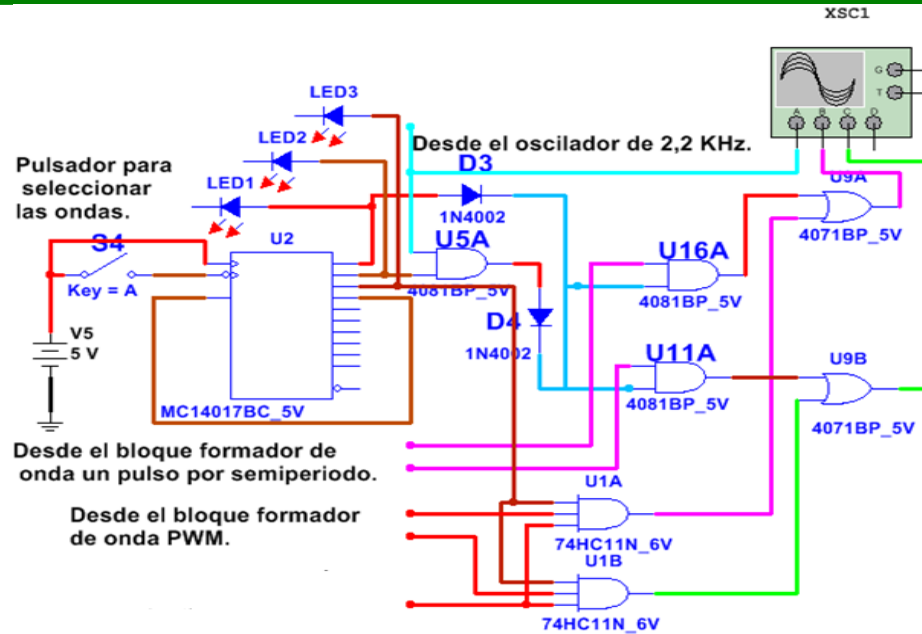 XSC1
G
T
A B C D
LED3
LED2
LED1
Desde el oscilador de 2,2 KHz.
Pulsador para
seleccionar
las ondas.
D3
1N4002
U9A
4071BP_5V
S4
Key = A
U2
U5A
4081BP_5V
U16A
4081BP_5V
D4
1N4002
V5
5 V
U11A
4081BP_5V
U9B
4071BP_5V
MC14017BC_5V
Desde el bloque formador de
onda un pulso por semiperiodo.
Desde el bloque formador
de onda PWM.
U1A
74HC11N_6V
U1B
74HC11N_6V